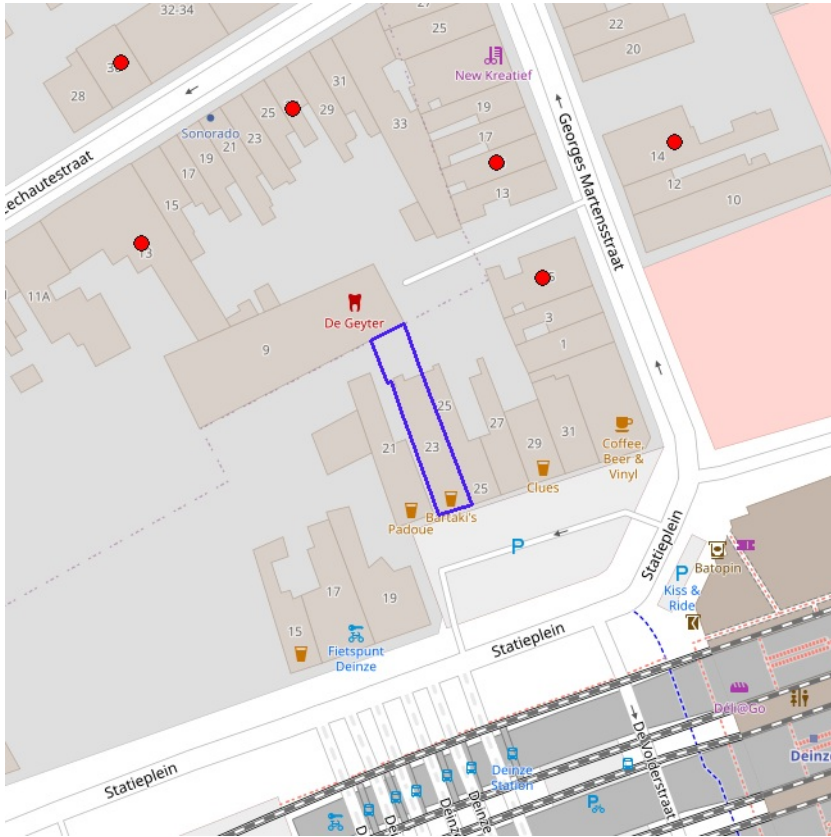 32-34
27
25
22
20
New Kreatief
28
25
31
29
33
19
17
13
Sonorado
23
21
19
17
15
Georges Martensstraat
14
12
10
11A
13
De Geyter
9
3
1
25
23
21
27
29
31
25
Coffee,
Beer &
Vinyl
Clues
Bartaki's
Padoue
P
Statieplein
Batopin
P
Kiss &
Ride
17
19
15
Fietspunt
Deinze
Statieplein
Deli@Go
De Volderstraat
Deinze
Station
Statieplein
Deinze
P